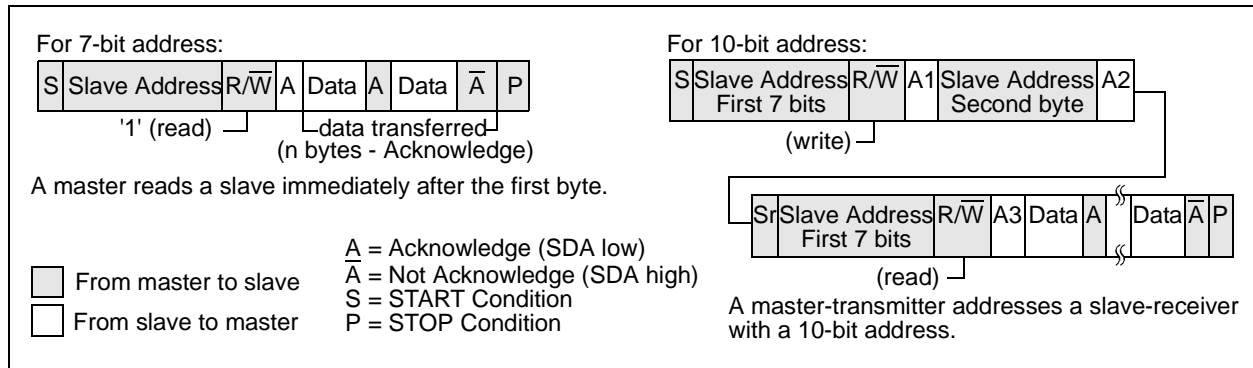 For 7-bit address:
S Slave Address R/W̅ A Data A Data A̅ P
'1' (read)
data transferred
(n bytes - Acknowledge)
A master reads a slave immediately after the first byte.
From master to slave
From slave to master
A = Acknowledge (SDA low)
A̅ = Not Acknowledge (SDA high)
S = START Condition
P = STOP Condition
For 10-bit address:
S Slave Address First 7 bits R/W̅ A1 Slave Address Second byte A2
(write)
Sr Slave Address First 7 bits R/W̅ A3 Data A Data A̅ P
(read)
A master-transmitter addresses a slave-receiver
with a 10-bit address.